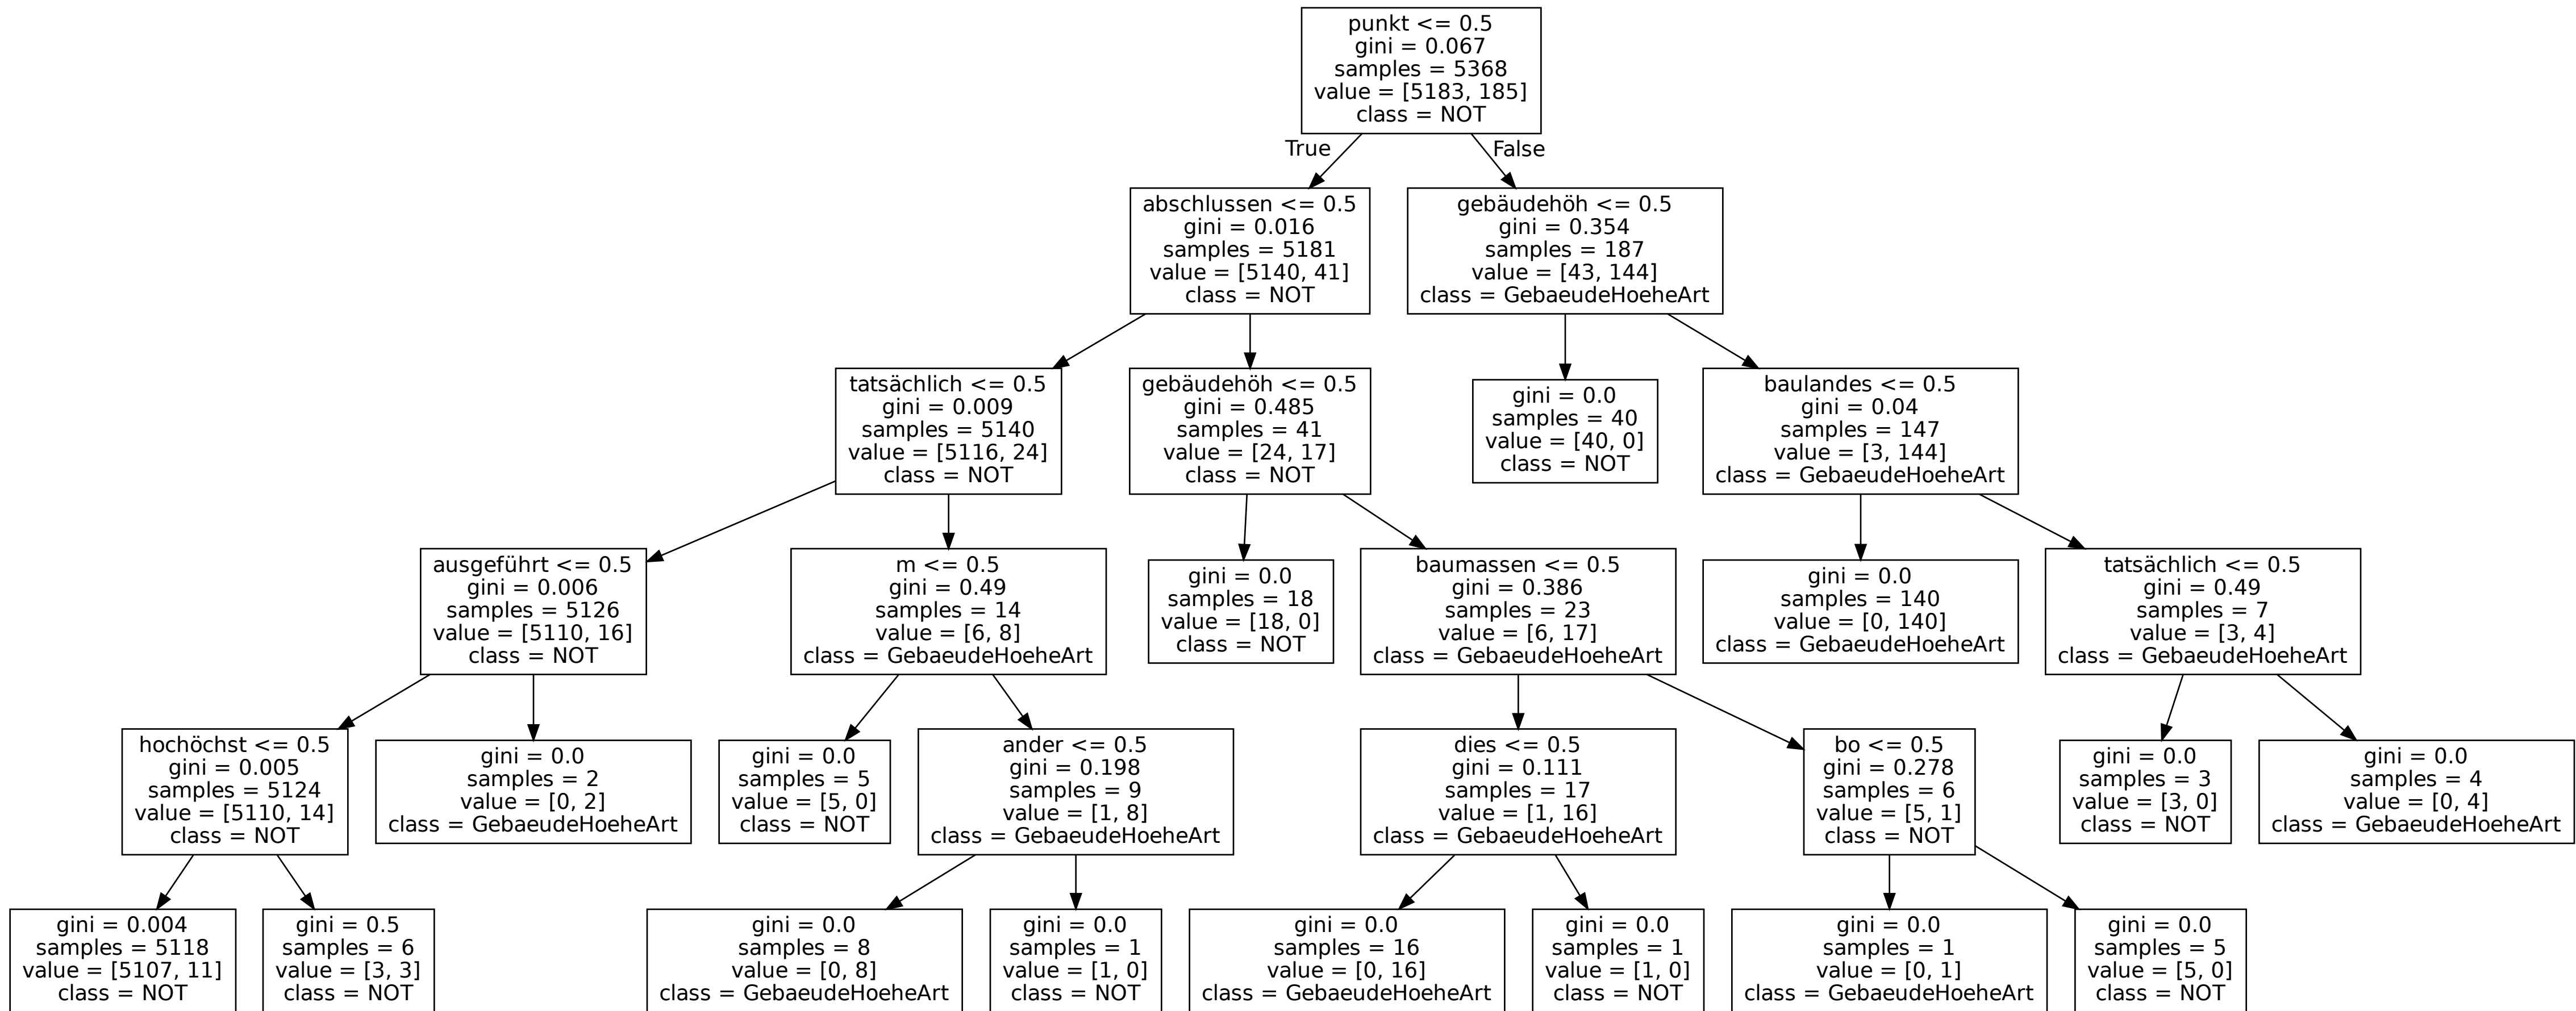 punkt <= 0.5
gini = 0.067
samples = 5368
value = [5183, 185]
class = NOT
True
False
abschlussen <= 0.5
gini = 0.016
samples = 5181
value = [5140, 41]
class = NOT
gebäudehöh <= 0.5
gini = 0.354
samples = 187
value = [43, 144]
class = GebaeudeHoeheArt
tatsächlich <= 0.5
gini = 0.009
samples = 5140
value = [5116, 24]
class = NOT
gebäudehöh <= 0.5
gini = 0.485
samples = 41
value = [24, 17]
class = NOT
gini = 0.0
samples = 40
value = [40, 0]
class = NOT
baulandes <= 0.5
gini = 0.04
samples = 147
value = [3, 144]
class = GebaeudeHoeheArt
ausgeführt <= 0.5
gini = 0.006
samples = 5126
value = [5110, 16]
class = NOT
m <= 0.5
gini = 0.49
samples = 14
value = [6, 8]
class = GebaeudeHoeheArt
gini = 0.0
samples = 18
value = [18, 0]
class = NOT
baumassen <= 0.5
gini = 0.386
samples = 23
value = [6, 17]
class = GebaeudeHoeheArt
gini = 0.0
samples = 140
value = [0, 140]
class = GebaeudeHoeheArt
tatsächlich <= 0.5
gini = 0.49
samples = 7
value = [3, 4]
class = GebaeudeHoeheArt
hochöchst <= 0.5
gini = 0.005
samples = 5124
value = [5110, 14]
class = NOT
gini = 0.0
samples = 2
value = [0, 2]
class = GebaeudeHoeheArt
gini = 0.0
samples = 5
value = [5, 0]
class = NOT
ander <= 0.5
gini = 0.198
samples = 9
value = [1, 8]
class = GebaeudeHoeheArt
dies <= 0.5
gini = 0.111
samples = 17
value = [1, 16]
class = GebaeudeHoeheArt
bo <= 0.5
gini = 0.278
samples = 6
value = [5, 1]
class = NOT
gini = 0.0
samples = 3
value = [3, 0]
class = NOT
gini = 0.0
samples = 4
value = [0, 4]
class = GebaeudeHoeheArt
gini = 0.004
samples = 5118
value = [5107, 11]
class = NOT
gini = 0.5
samples = 6
value = [3, 3]
class = NOT
gini = 0.0
samples = 8
value = [0, 8]
class = GebaeudeHoeheArt
gini = 0.0
samples = 1
value = [1, 0]
class = NOT
gini = 0.0
samples = 16
value = [0, 16]
class = GebaeudeHoeheArt
gini = 0.0
samples = 1
value = [1, 0]
class = NOT
gini = 0.0
samples = 1
value = [0, 1]
class = GebaeudeHoeheArt
gini = 0.0
samples = 5
value = [5, 0]
class = NOT